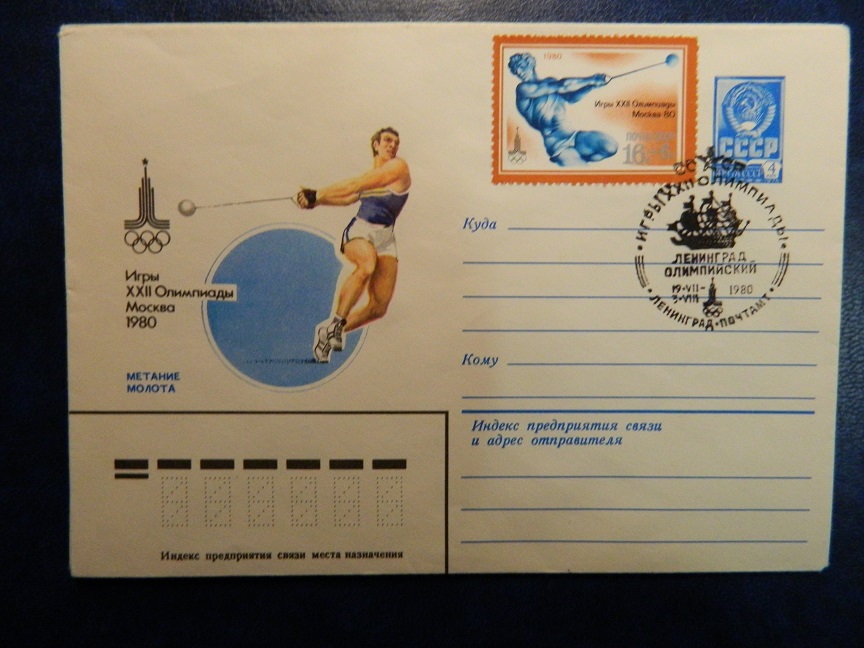 1980
Игры XXII Олимпиады
Москва 80
СССР
4
ИГРЫ XXII ОЛИМПИАДЫ
ЛЕНИНГРАД
ОЛИМПИЙСКИЙ
19-VII-
3-VIII
1980
ЛЕНИНГРАД•ПОЧТАМТ
Игры
XXII Олимпиады
Москва
1980
МЕТАНИЕ
МОЛОТА
Куда
Кому
Индекс предприятия связи
и адрес отправителя
Индекс предприятия связи места назначения